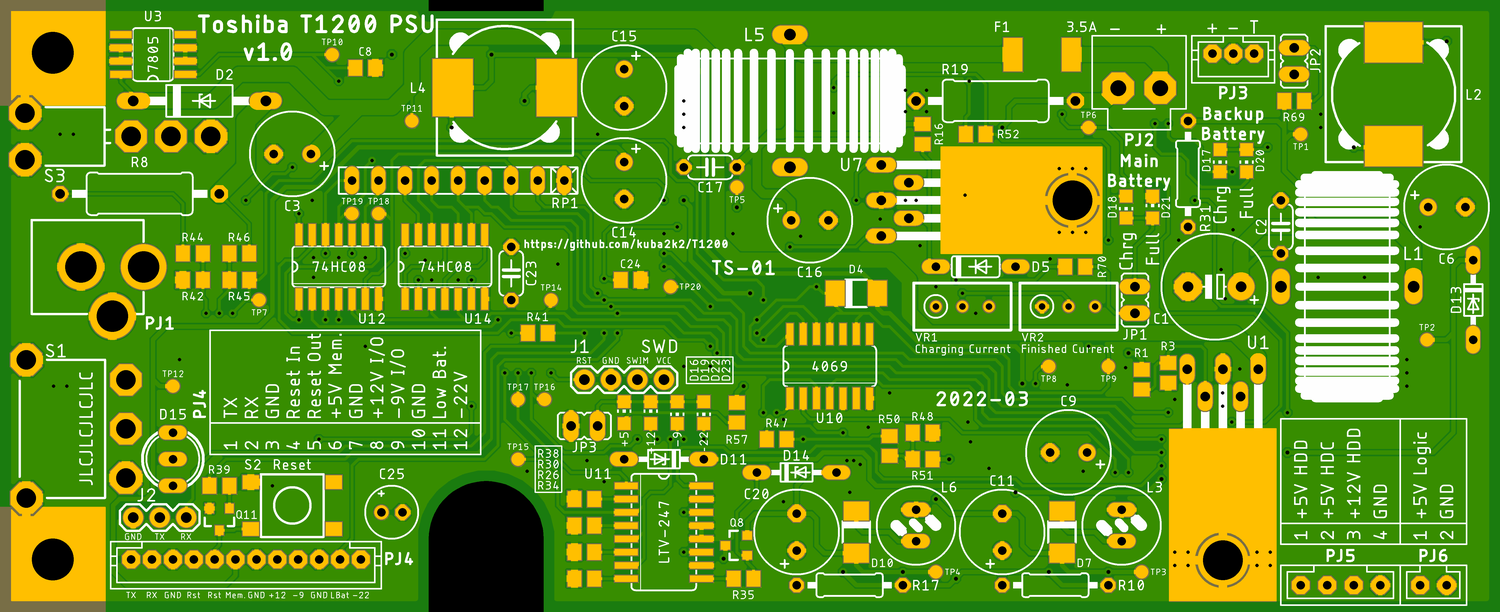 U3
Toshiba T1200 PSU
v1.0
TP10
C8
D7805
D2
L4
C15
L5
F1
3.5A
− +
+ − T
JP2
R19
PJ3
R69
L2
Backup
Battery
TP1
R8
TP11
R16
R52
TP6
PJ2
Main
Battery
D17
D20
S3
C3
C17
U7
TP5
TP19
TP18
RP1
C14
D18
D21
R31
Chrg
Full
https://github.com/kuba2k2/T1200
C16
Chrg
Full
C2
R44
R46
74HC08
74HC08
C23
TS-01
D4
D5
R70
L1
C6
R42
R45
TP7
C24
TP14
TP20
D13
PJ1
U12
U14
R41
VR1
Charging Current
VR2
Finished Current
JP1
C1
TP2
S1
J1
SWD
RST GND SWIM VCC
D16
D19
D22
D23
4069
TP8
TP9
R1
R3
U1
JLCJLCJLCJLC
TP12
D15
PJ4
1 TX
2 RX
3 GND
4 Reset In
5 Reset Out
6 +5V Mem.
7 GND
8 +12V I/O
9 -9V I/O
10 GND
11 Low Bat.
12 -22V
TP17
TP16
U10
2022-03
C9
JP3
+5
-12
-9
-22
R57
R47
R50
R48
R51
TP15
R38
R30
R26
R34
U11
D11
D14
S2 Reset
R39
Q11
C25
J2
GND TX RX
LTV-247
C20
Q8
L6
C11
L3
1 +5V HDD
2 +5V HDC
3 +12V HDD
4 GND
1 +5V Logic
2 GND
PJ4
D10
TP4
R17
D7
R10
TP3
R35
PJ5
PJ6
TX RX GND Rst Rst Mem. GND +12 -9 GND LBat -22